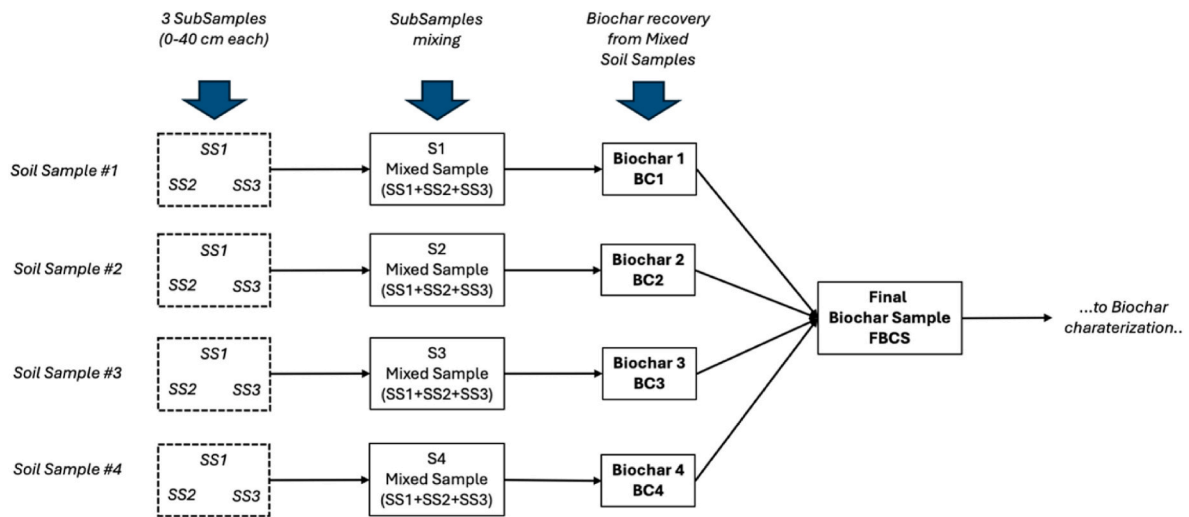 3 SubSamples
(0-40 cm each)
SubSamples
mixing
Biochar recovery
from Mixed
Soil Samples
Soil Sample #1
SS1
SS2 SS3
S1
Mixed Sample
(SS1+SS2+SS3)
Biochar 1
BC1
Soil Sample #2
SS1
SS2 SS3
S2
Mixed Sample
(SS1+SS2+SS3)
Biochar 2
BC2
Soil Sample #3
SS1
SS2 SS3
S3
Mixed Sample
(SS1+SS2+SS3)
Biochar 3
BC3
Soil Sample #4
SS1
SS2 SS3
S4
Mixed Sample
(SS1+SS2+SS3)
Biochar 4
BC4
Final
Biochar Sample
FBCS
...to Biochar
charaterization..